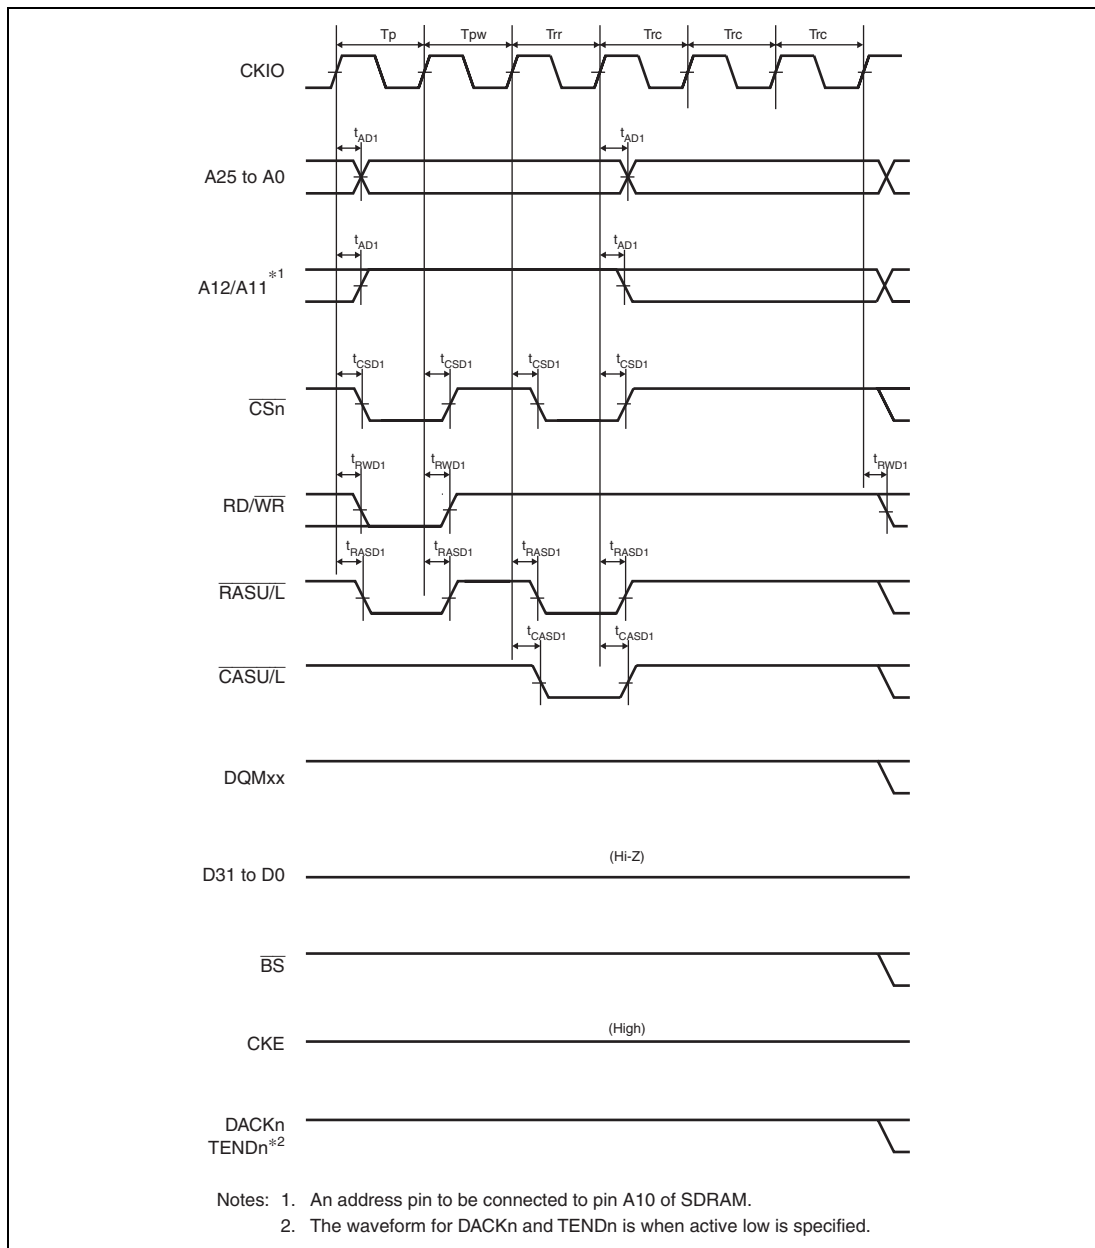 Tp Tpw Trr Trc Trc Trc
CKIO
tAD1 tAD1
A25 to A0
tAD1 tAD1
A12/A11*1
tCSD1 tCSD1 tCSD1 tCSD1
CSn
tRWD1 tRWD1 tRWD1
RD/WR
tRASD1 tRASD1 tRASD1 tRASD1
RASU/L
tCASD1 tCASD1
CASU/L
DQMxx
(Hi-Z)
D31 to D0
BS
(High)
CKE
DACKn
TENDn*2
Notes: 1. An address pin to be connected to pin A10 of SDRAM.
2. The waveform for DACKn and TENDn is when active low is specified.